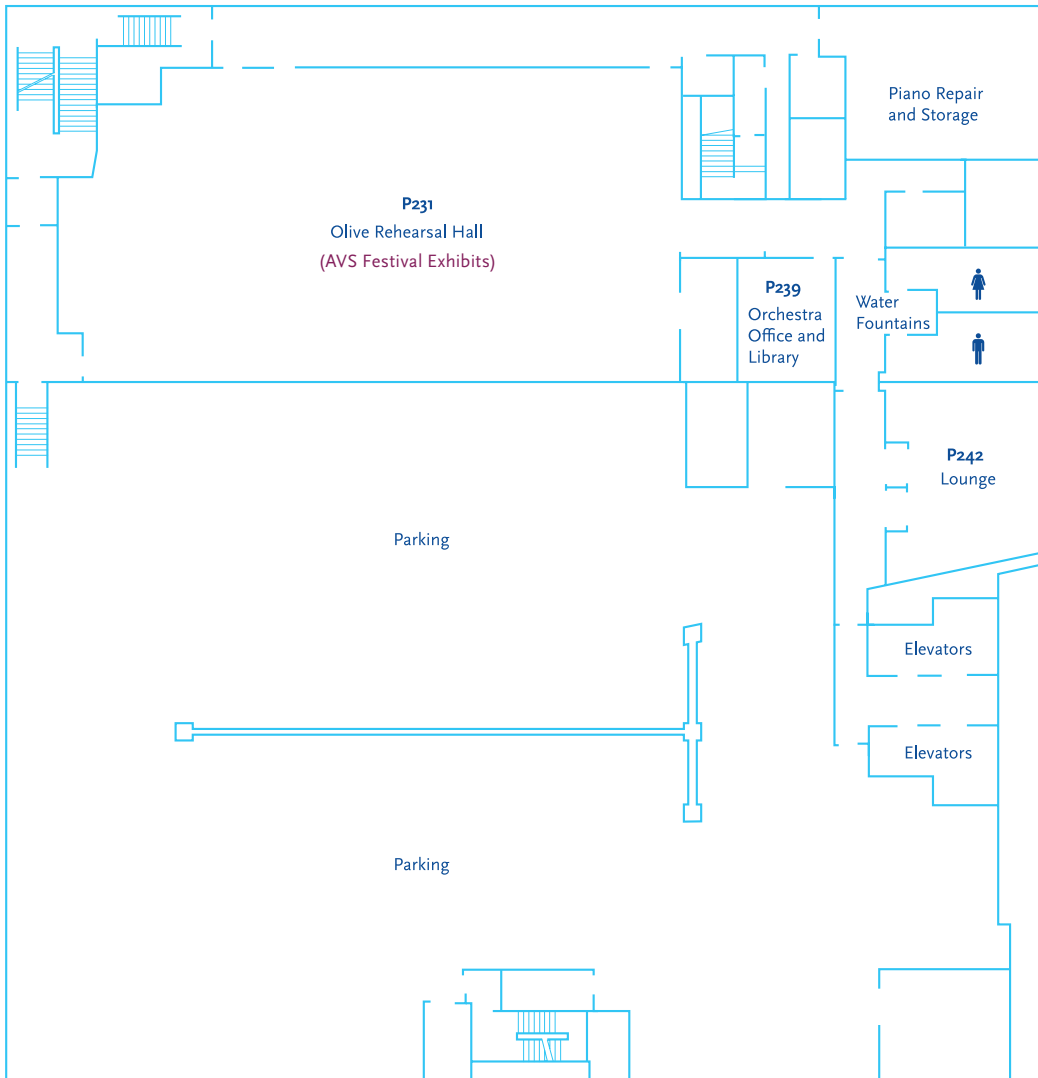 Piano Repair
and Storage
P231
Olive Rehearsal Hall
(AVS Festival Exhibits)
P239
Orchestra
Office and
Library
Water
Fountains
P242
Lounge
Parking
Elevators
Elevators
Parking